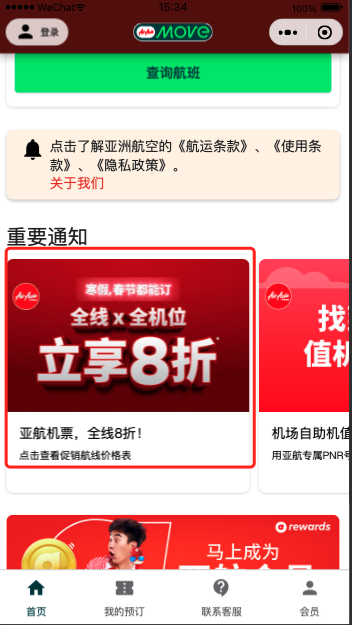 WeChat
15:34
100%
登录
AirAsia MOVE
查询航班
点击了解亚洲航空的《航运条款》、《使用条
款》、《隐私政策》。
关于我们
重要通知
AirAsia
寒假,春节都能订
全线 x 全机位
立享8折*
亚航机票，全线8折！
点击查看促销航线价格表
AirAsia
找
值机
机场自助机值
用亚航专属PNR号
rewards
马上成为
首页
我的预订
联系客服
会员